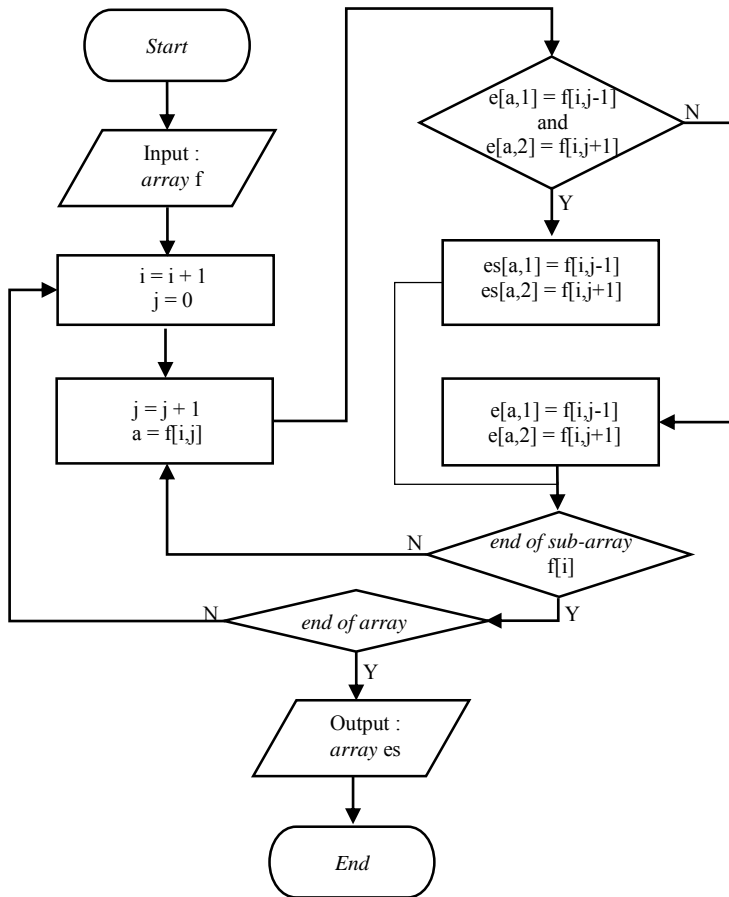 Start
Input :
array f
i = i + 1
j = 0
j = j + 1
a = f[i,j]
e[a,1] = f[i,j-1]
and
e[a,2] = f[i,j+1]
N
Y
es[a,1] = f[i,j-1]
es[a,2] = f[i,j+1]
e[a,1] = f[i,j-1]
e[a,2] = f[i,j+1]
end of sub-array
f[i]
N
Y
end of array
N
Y
Output :
array es
End